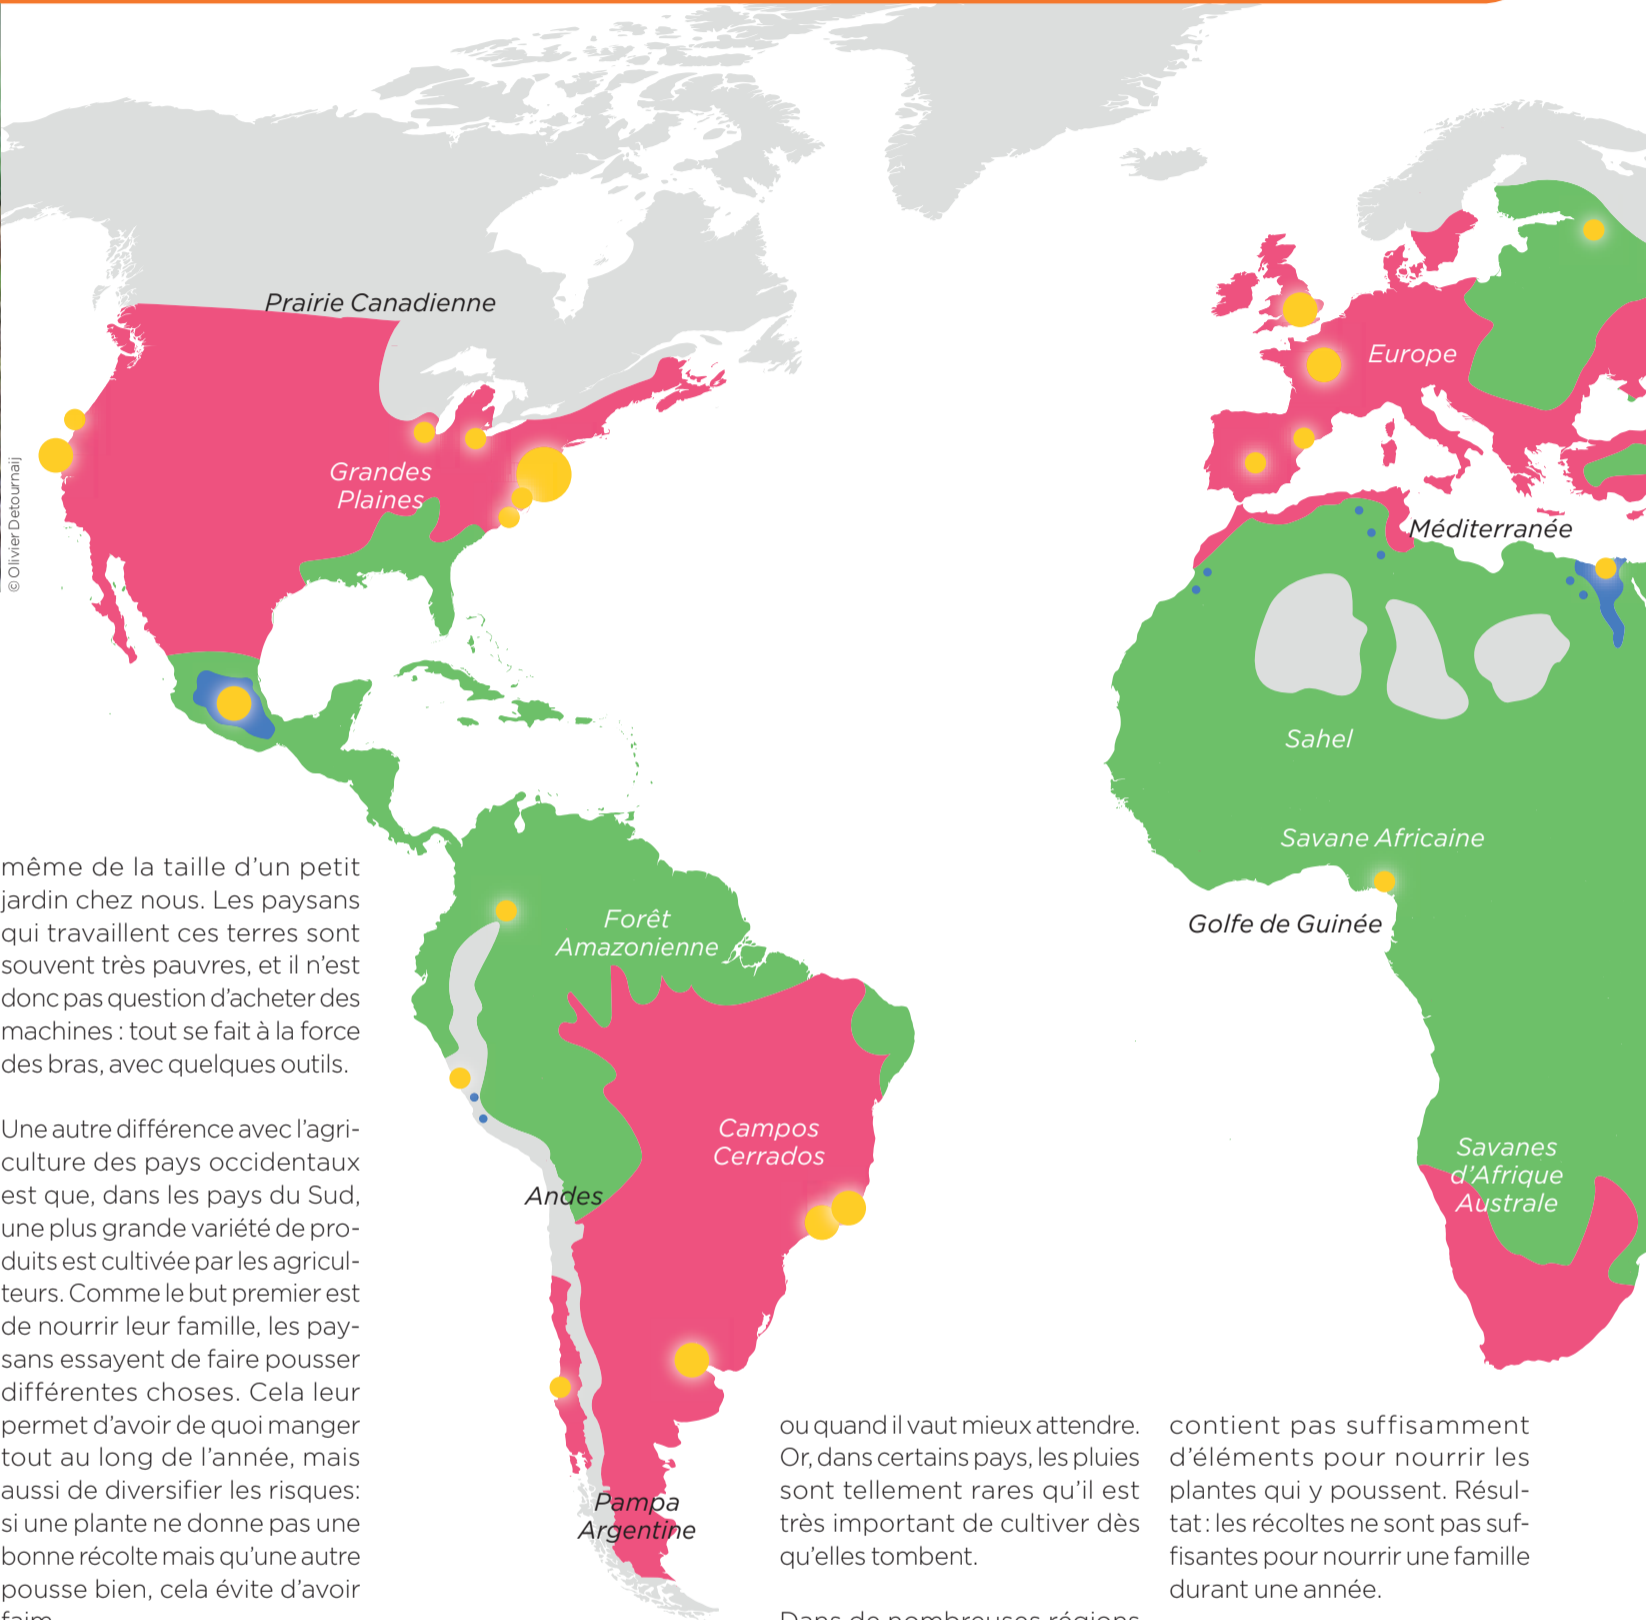 Prairie Canadienne
Europe
Grandes
Plaines
©Olivier Detournaij
Méditerranée
Sahel
Savane Africaine
Golfe de Guinée
Forêt
Amazonienne
Campos
Cerrados
Savanes
d'Afrique
Australe
Andes
Pampa
Argentine
même de la taille d'un petit
jardin chez nous. Les paysans
qui travaillent ces terres sont
souvent très pauvres, et il n'est
donc pas question d'acheter des
machines : tout se fait à la force
des bras, avec quelques outils.
Une autre différence avec l'agri-
culture des pays occidentaux
est que, dans les pays du Sud,
une plus grande variété de pro-
duits est cultivée par les agricul-
teurs. Comme le but premier est
de nourrir leur famille, les pay-
sans essayent de faire pousser
différentes choses. Cela leur
permet d'avoir de quoi manger
tout au long de l'année, mais
aussi de diversifier les risques:
si une plante ne donne pas une
bonne récolte mais qu'une autre
pousse bien, cela évite d'avoir
faim
ou quand il vaut mieux attendre.
Or, dans certains pays, les pluies
sont tellement rares qu'il est
très important de cultiver dès
qu'elles tombent.
Dans de nombreuses régions
contient pas suffisamment
d'éléments pour nourrir les
plantes qui y poussent. Résul-
tat : les récoltes ne sont pas suf-
fisantes pour nourrir une famille
durant une année.